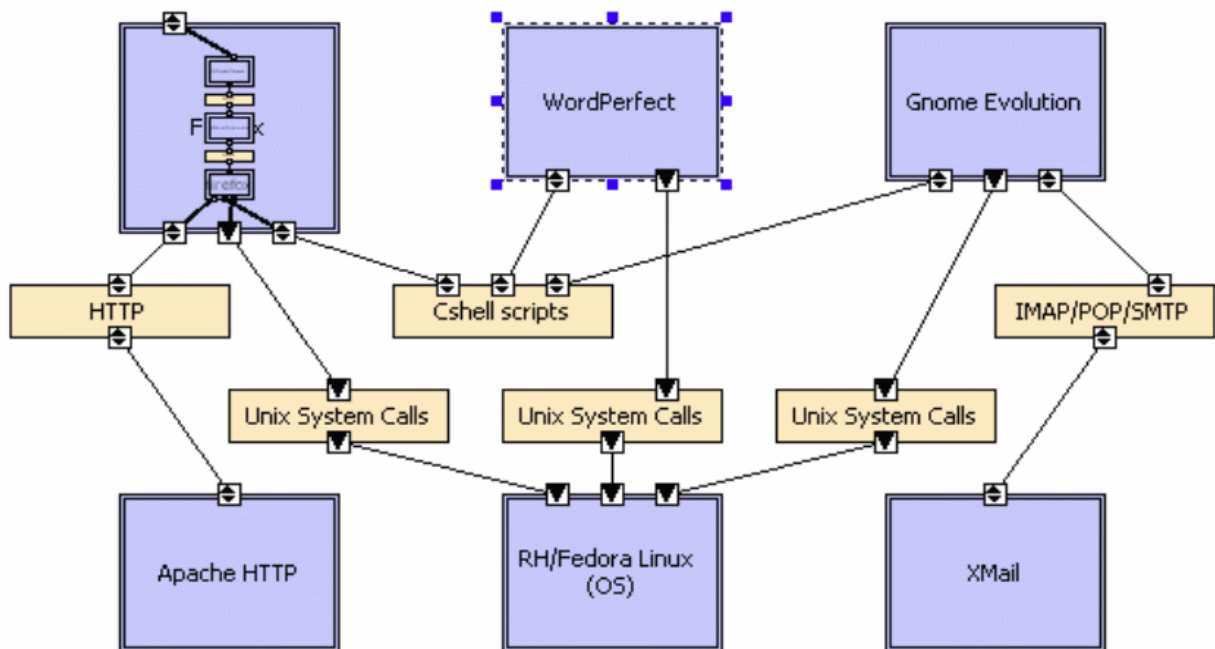 WordPerfect
Gnome Evolution
F x
firefox
HTTP
Cshell scripts
IMAP/POP/SMTP
Unix System Calls
Unix System Calls
Unix System Calls
Apache HTTP
RH/Fedora Linux
(OS)
XMail